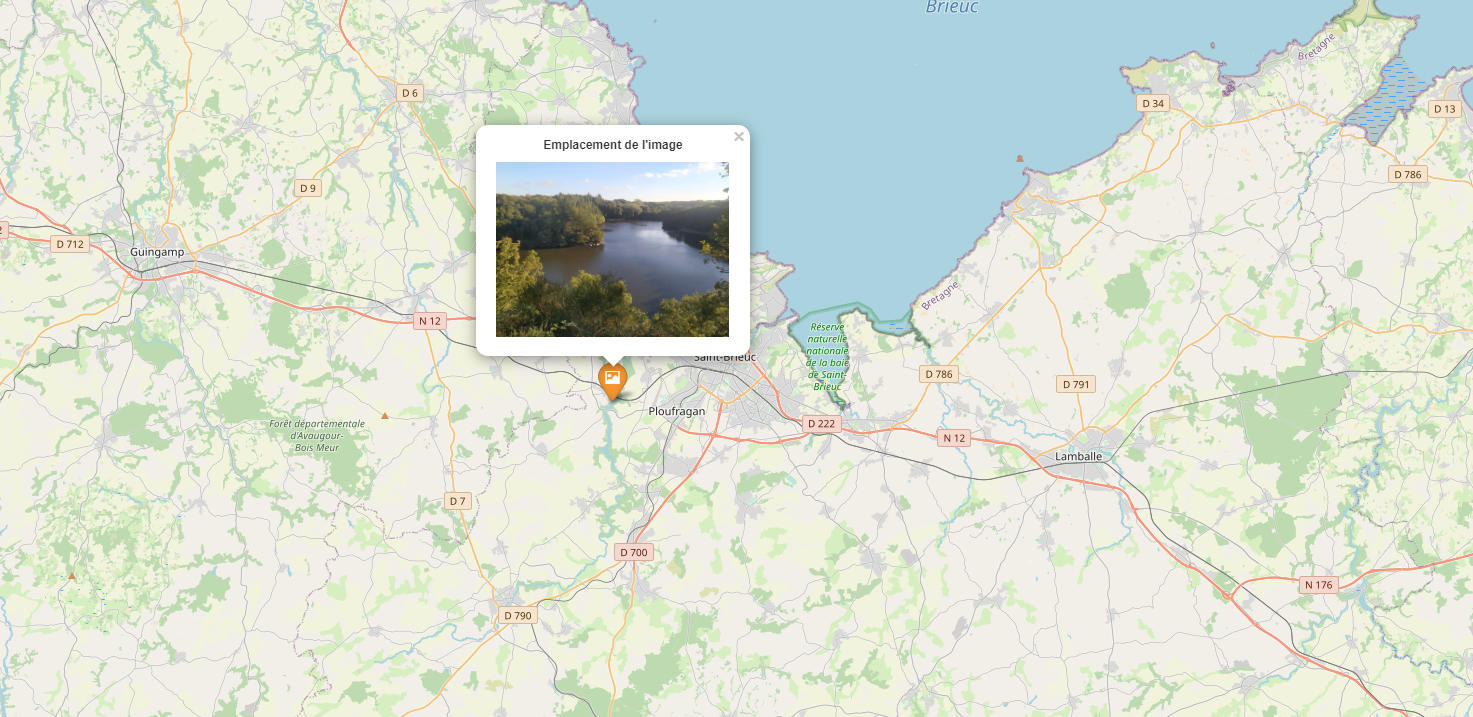 Brieuc
Bretagne
D 6
D 34
D 13
Emplacement de l'image
×
D 9
D 786
D 712
Guingamp
Bretagne
N 12
Réserve
naturelle
nationale
de la baie
de Saint-
Brieuc
Saint-Brieuc
D 786
D 791
Ploufragan
Forêt départementale
d'Avaugour-
Bois Meur
D 222
N 12
Lamballe
D 7
D 700
N 176
D 790